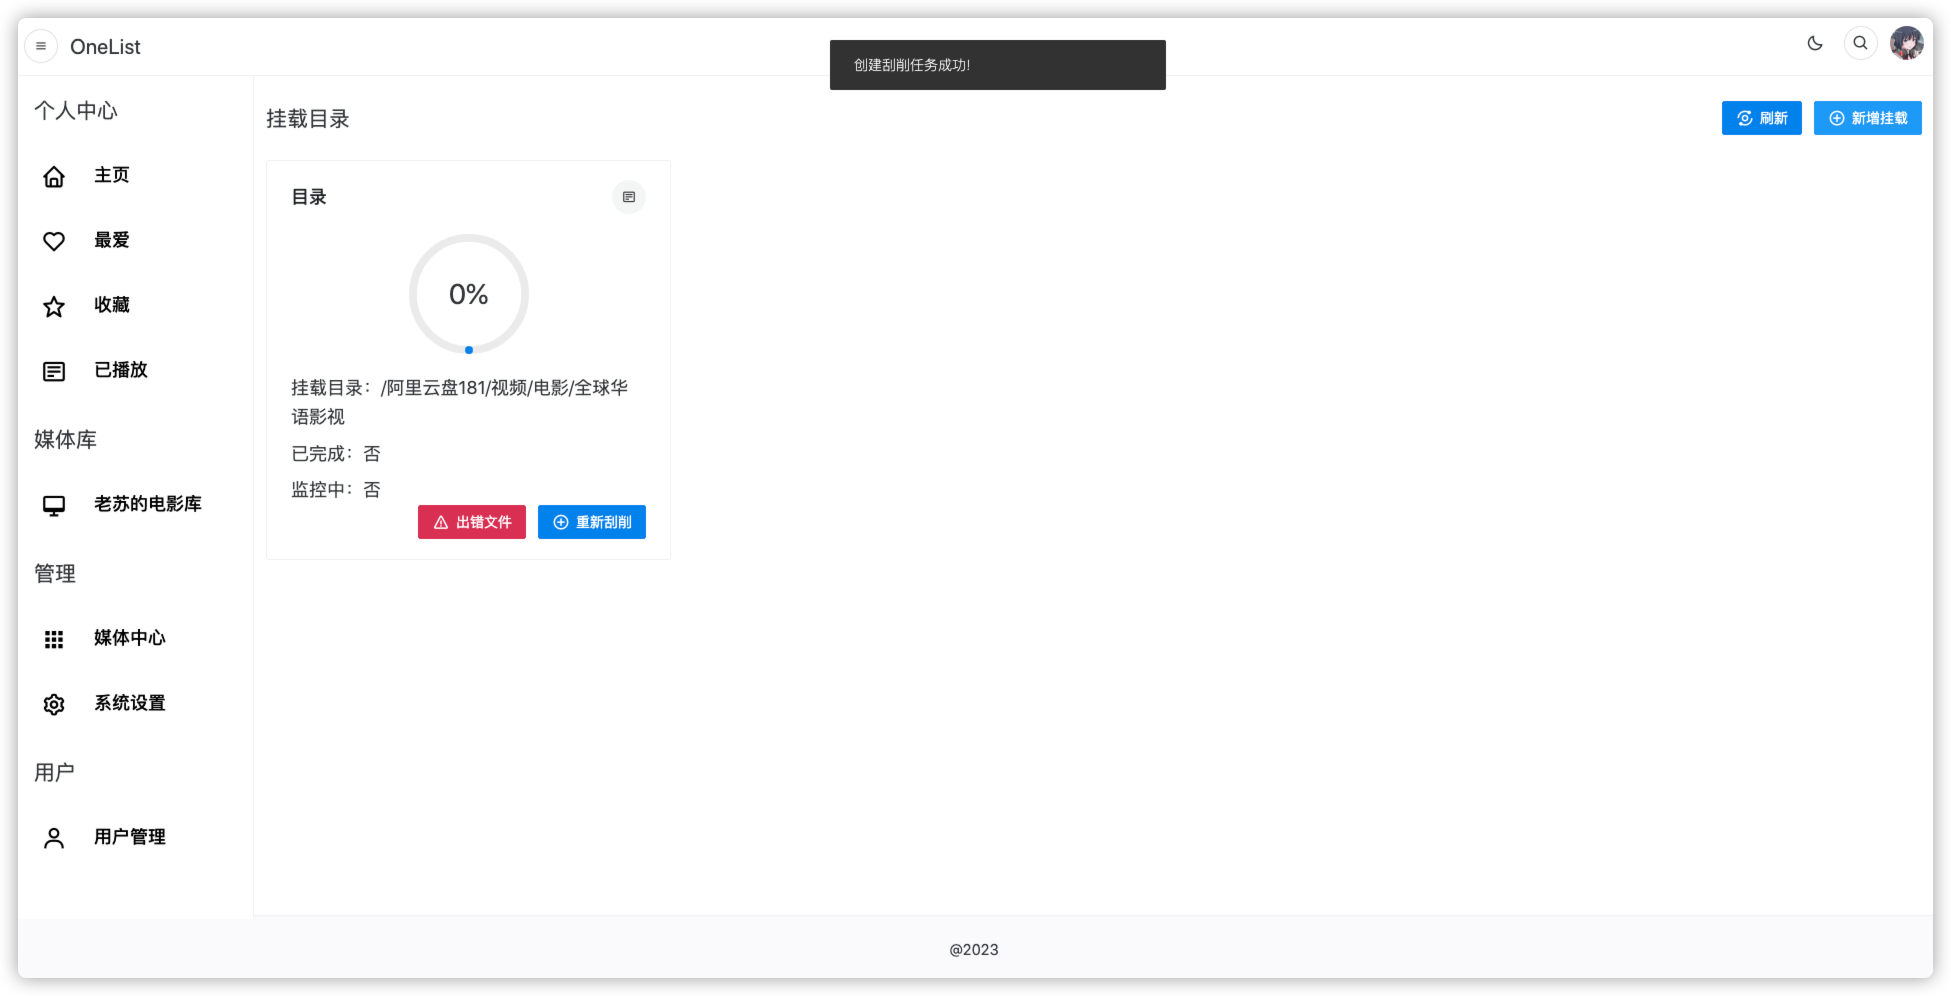 OneList
创建刮削任务成功!
个人中心
主页
最爱
收藏
已播放
媒体库
老苏的电影库
管理
媒体中心
系统设置
用户
用户管理
挂载目录
刷新
新增挂载
目录
0%
挂载目录：/阿里云盘181/视频/电影/全球华
语影视
已完成：否
监控中：否
出错文件
重新刮削
@2023